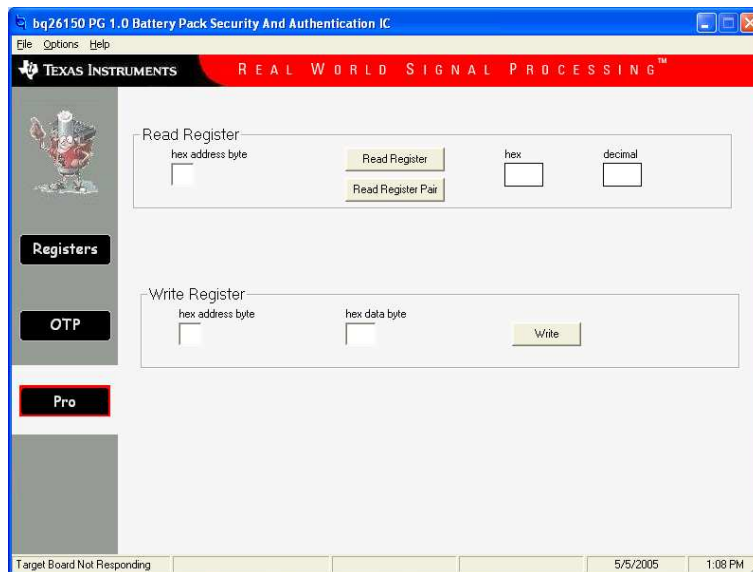 bq26150 PG 1.0 Battery Pack Security And Authentication IC
File Options Help
TEXAS INSTRUMENTS REAL WORLD SIGNAL PROCESSING™
Read Register
hex address byte
Read Register
hex
decimal
Read Register Pair
Registers
Write Register
hex address byte
hex data byte
OTP
Write
Pro
Target Board Not Responding 5/5/2005 1:08 PM